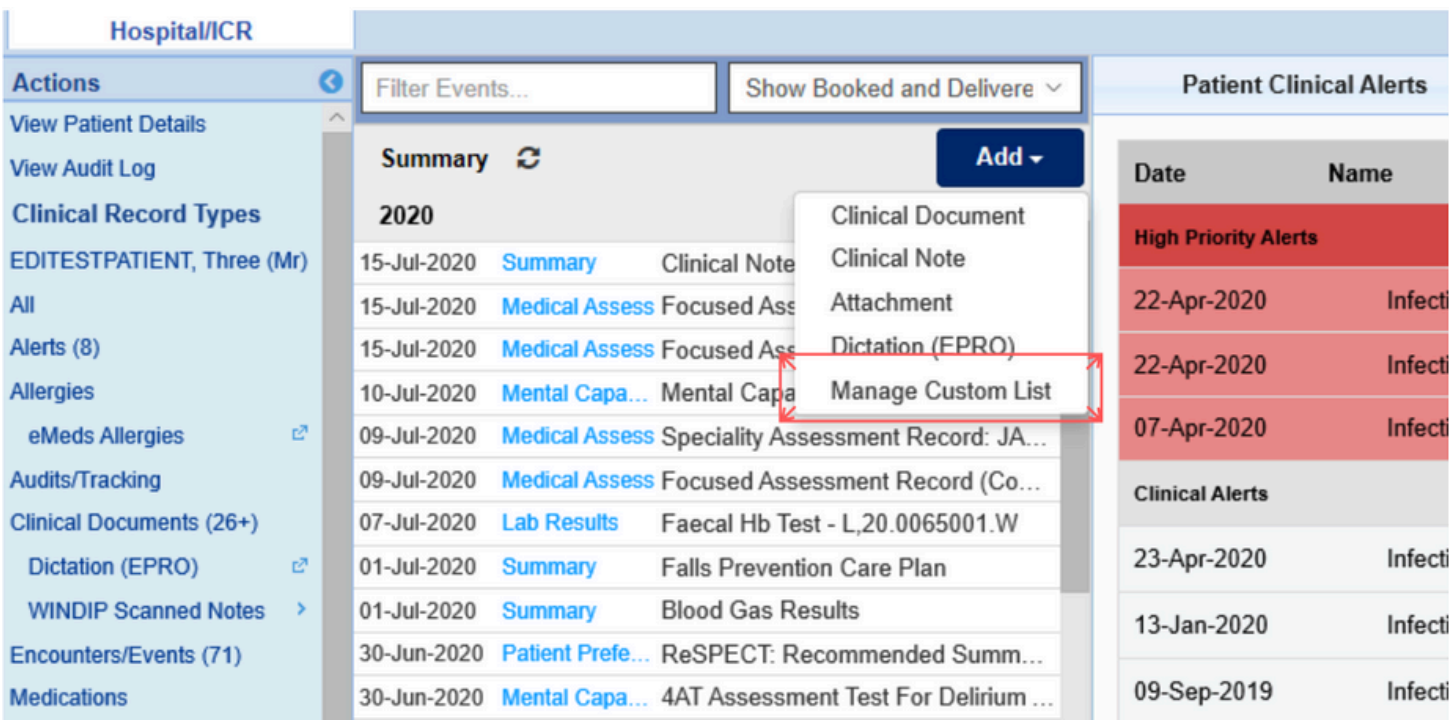 Hospital/ICR
Actions
View Patient Details
View Audit Log
Clinical Record Types
EDITESTPATIENT, Three (Mr)
All
Alerts (8)
Allergies
eMeds Allergies
Audits/Tracking
Clinical Documents (26+)
Dictation (EPRO)
WINDIP Scanned Notes
Encounters/Events (71)
Medications
Filter Events...
Show Booked and Delivere
Summary
Add
2020
15-Jul-2020 Summary Clinical Note
15-Jul-2020 Medical Assess Focused Ass
15-Jul-2020 Medical Assess Focused Ass
10-Jul-2020 Mental Capa... Mental Capa
09-Jul-2020 Medical Assess Speciality Assessment Record: JA...
09-Jul-2020 Medical Assess Focused Assessment Record (Co...
07-Jul-2020 Lab Results Faecal Hb Test - L,20.0065001.W
01-Jul-2020 Summary Falls Prevention Care Plan
01-Jul-2020 Summary Blood Gas Results
30-Jun-2020 Patient Prefe... ReSPECT: Recommended Summ...
30-Jun-2020 Mental Capa... 4AT Assessment Test For Delirium ...
Clinical Document
Clinical Note
Attachment
Dictation (EPRO)
Manage Custom List
Patient Clinical Alerts
Date Name
High Priority Alerts
22-Apr-2020 Infecti
22-Apr-2020 Infecti
07-Apr-2020 Infecti
Clinical Alerts
23-Apr-2020 Infecti
13-Jan-2020 Infecti
09-Sep-2019 Infecti